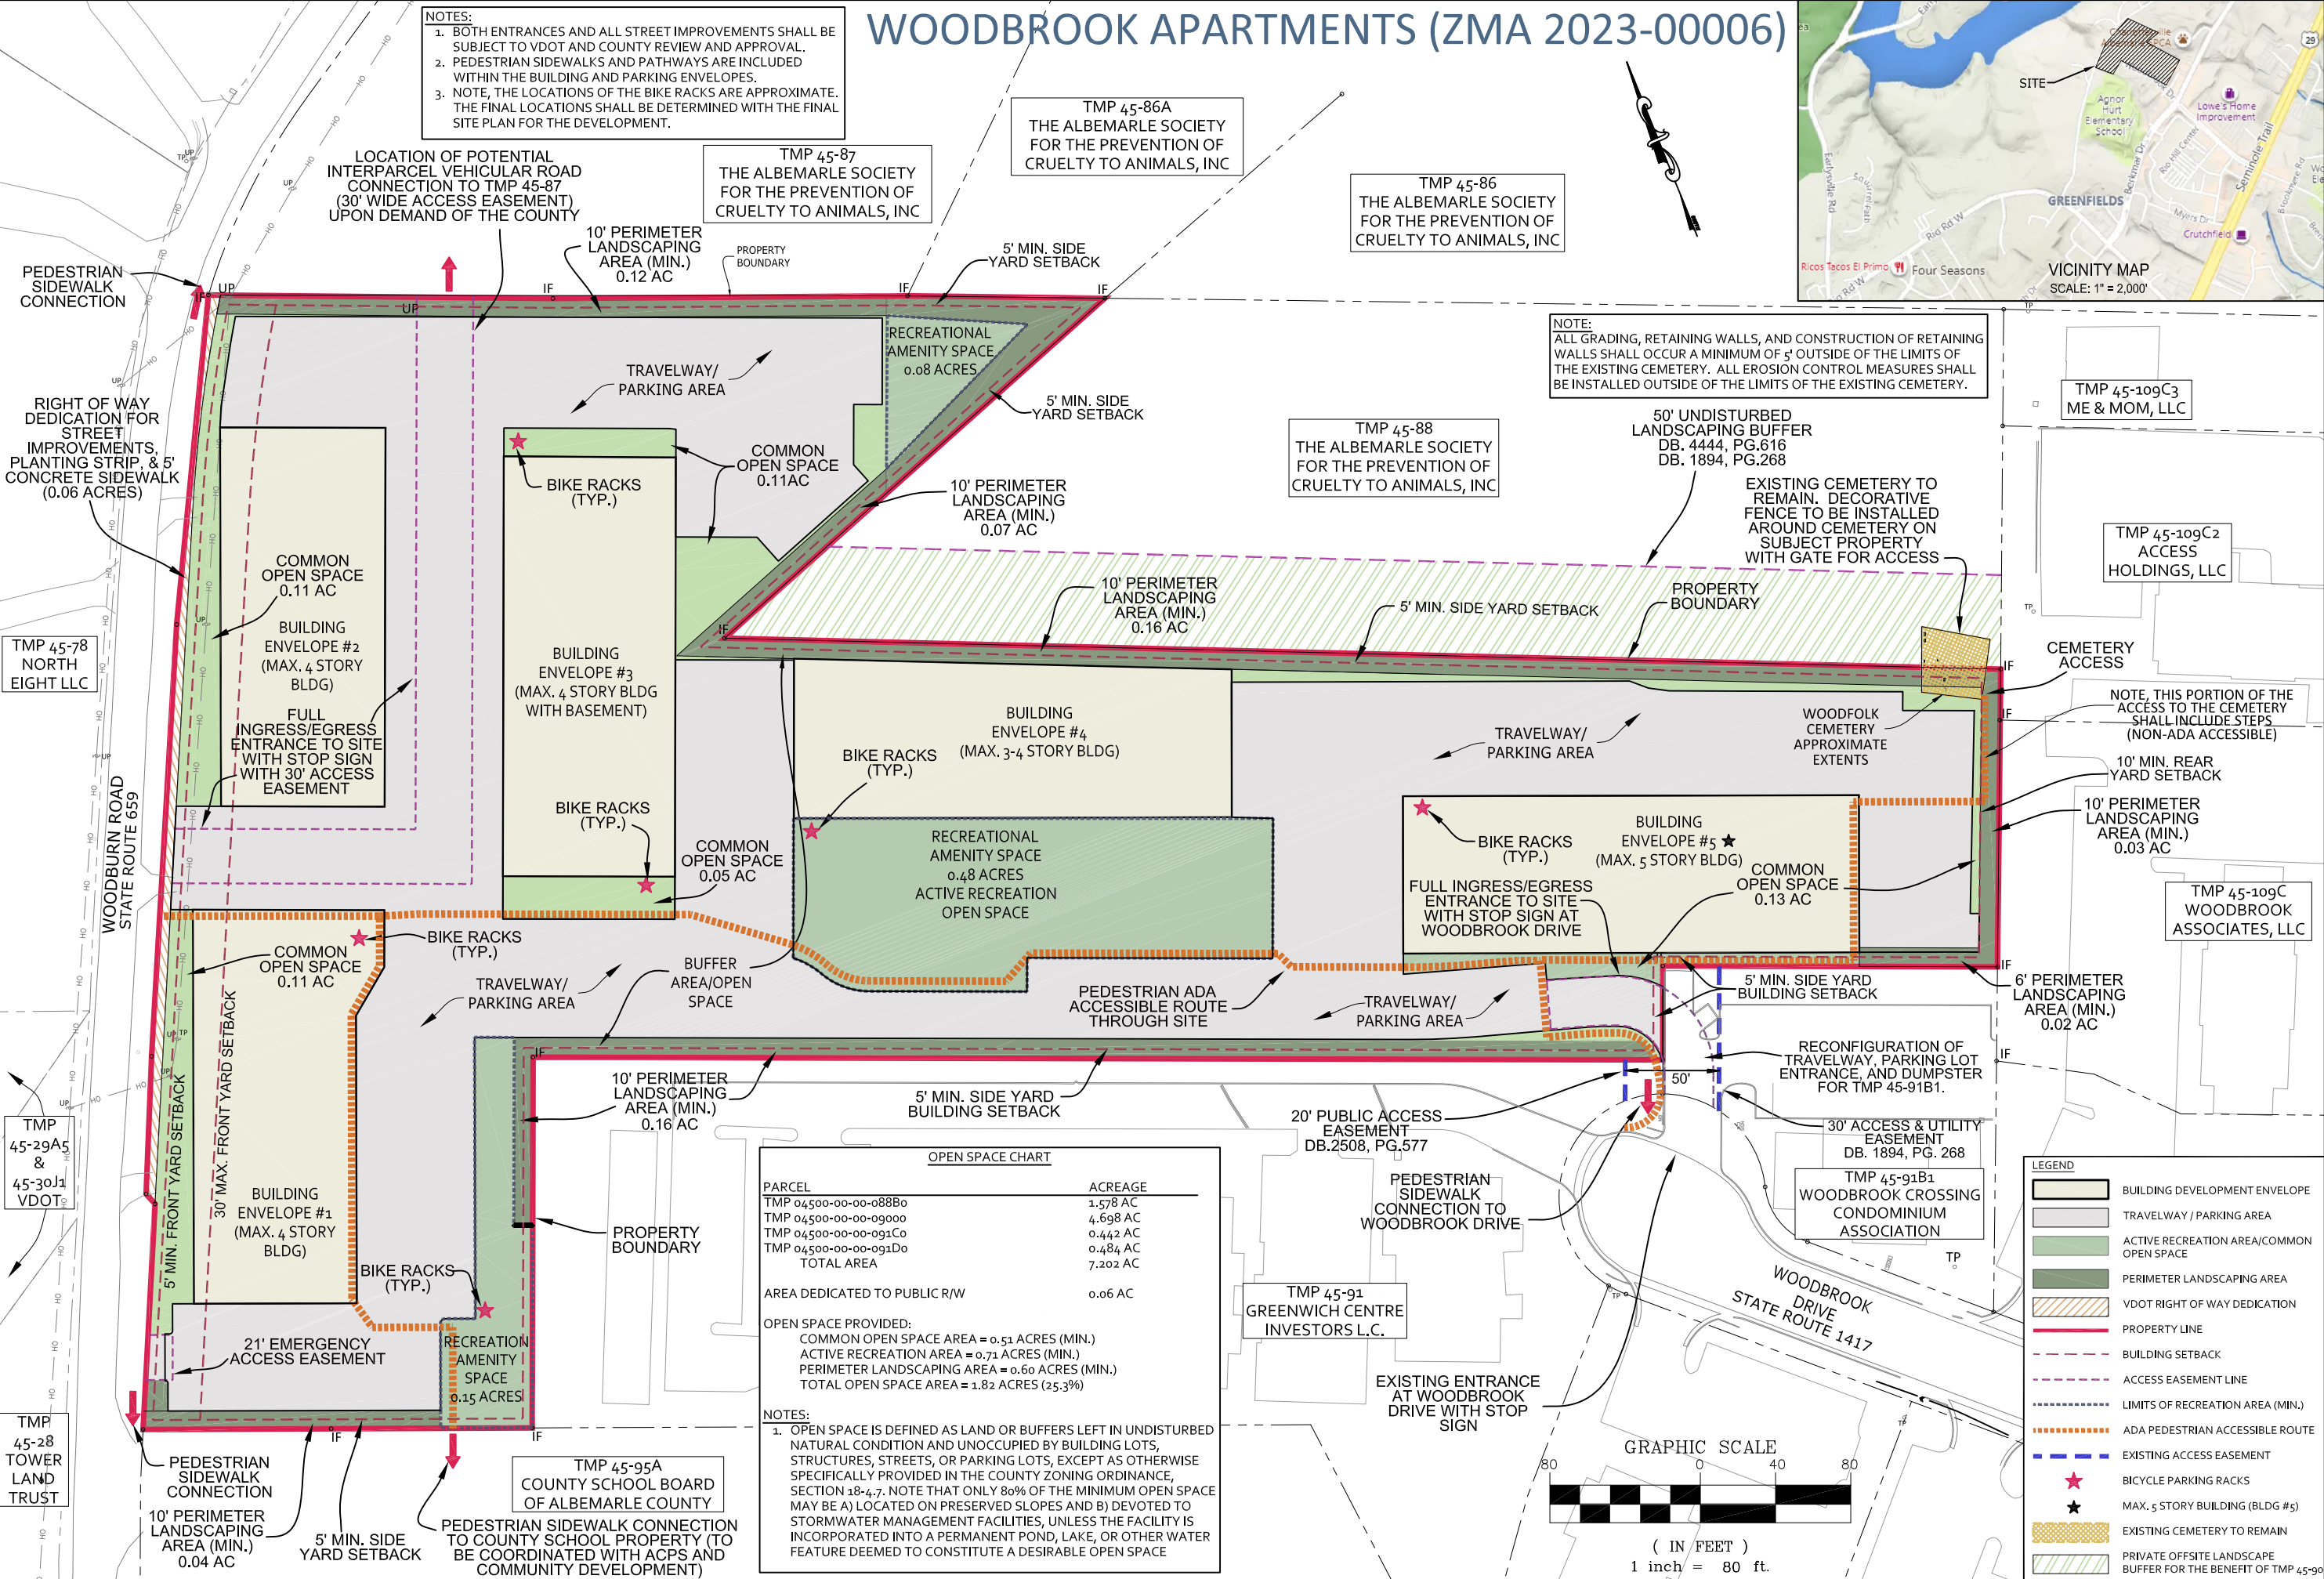 WOODBROOK APARTMENTS (ZMA 2023-00006)
NOTES:
1. BOTH ENTRANCES AND ALL STREET IMPROVEMENTS SHALL BE
SUBJECT TO VDOT AND COUNTY REVIEW AND APPROVAL.
2. PEDESTRIAN SIDEWALKS AND PATHWAYS ARE INCLUDED
WITHIN THE BUILDING AND PARKING ENVELOPES.
3. NOTE, THE LOCATIONS OF THE BIKE RACKS ARE APPROXIMATE.
THE FINAL LOCATIONS SHALL BE DETERMINED WITH THE FINAL
SITE PLAN FOR THE DEVELOPMENT.
SITE
Agnor
Hurt
Elementary
School
Lowe's Home
Improvement
29
Berkmar Dr
Rio Hill Center
Seminole Trail
Earlysville Rd
GREENFIELDS
Myers Dr
Rio Rd W
Crutchfield
Ricos Tacos El Primo
Four Seasons
VICINITY MAP
SCALE: 1" = 2,000'
LOCATION OF POTENTIAL
INTERPARCEL VEHICULAR ROAD
CONNECTION TO TMP 45-87
(30' WIDE ACCESS EASEMENT)
UPON DEMAND OF THE COUNTY
TMP 45-87
THE ALBEMARLE SOCIETY
FOR THE PREVENTION OF
CRUELTY TO ANIMALS, INC
TMP 45-86A
THE ALBEMARLE SOCIETY
FOR THE PREVENTION OF
CRUELTY TO ANIMALS, INC
TMP 45-86
THE ALBEMARLE SOCIETY
FOR THE PREVENTION OF
CRUELTY TO ANIMALS, INC
PEDESTRIAN
SIDEWALK
CONNECTION
10' PERIMETER
LANDSCAPING
AREA (MIN.)
0.12 AC
PROPERTY
BOUNDARY
5' MIN. SIDE
YARD SETBACK
RECREATIONAL
AMENITY SPACE
0.08 ACRES
TRAVELWAY/
PARKING AREA
5' MIN. SIDE
YARD SETBACK
NOTE:
ALL GRADING, RETAINING WALLS, AND CONSTRUCTION OF RETAINING
WALLS SHALL OCCUR A MINIMUM OF 5' OUTSIDE OF THE LIMITS OF
THE EXISTING CEMETERY. ALL EROSION CONTROL MEASURES SHALL
BE INSTALLED OUTSIDE OF THE LIMITS OF THE EXISTING CEMETERY.
TMP 45-109C3
ME & MOM, LLC
RIGHT OF WAY
DEDICATION FOR
STREET
IMPROVEMENTS,
PLANTING STRIP, & 5'
CONCRETE SIDEWALK
(0.06 ACRES)
COMMON
OPEN SPACE
0.11AC
BIKE RACKS
(TYP.)
10' PERIMETER
LANDSCAPING
AREA (MIN.)
0.07 AC
TMP 45-88
THE ALBEMARLE SOCIETY
FOR THE PREVENTION OF
CRUELTY TO ANIMALS, INC
50' UNDISTURBED
LANDSCAPING BUFFER
DB. 4444, PG.616
DB. 1894, PG.268
EXISTING CEMETERY TO
REMAIN. DECORATIVE
FENCE TO BE INSTALLED
AROUND CEMETERY ON
SUBJECT PROPERTY
WITH GATE FOR ACCESS
TMP 45-109C2
ACCESS
HOLDINGS, LLC
COMMON
OPEN SPACE
0.11 AC
BUILDING
ENVELOPE #2
(MAX. 4 STORY
BLDG)
BUILDING
ENVELOPE #3
(MAX. 4 STORY BLDG
WITH BASEMENT)
10' PERIMETER
LANDSCAPING
AREA (MIN.)
0.16 AC
5' MIN. SIDE YARD SETBACK
PROPERTY
BOUNDARY
CEMETERY
ACCESS
TMP 45-78
NORTH
EIGHT LLC
FULL
INGRESS/EGRESS
ENTRANCE TO SITE
WITH STOP SIGN
WITH 30' ACCESS
EASEMENT
BUILDING
ENVELOPE #4
(MAX. 3-4 STORY BLDG)
TRAVELWAY/
PARKING AREA
WOODFOLK
CEMETERY
APPROXIMATE
EXTENTS
NOTE, THIS PORTION OF THE
ACCESS TO THE CEMETERY
SHALL INCLUDE STEPS
(NON-ADA ACCESSIBLE)
10' MIN. REAR
YARD SETBACK
10' PERIMETER
LANDSCAPING
AREA (MIN.)
0.03 AC
WOODBURN ROAD
STATE ROUTE 659
BIKE RACKS
(TYP.)
BIKE RACKS
(TYP.)
COMMON
OPEN SPACE
0.05 AC
RECREATIONAL
AMENITY SPACE
0.48 ACRES
ACTIVE RECREATION
OPEN SPACE
BIKE RACKS
(TYP.)
BUILDING
ENVELOPE #5
(MAX. 5 STORY BLDG)
COMMON
OPEN SPACE
0.13 AC
FULL INGRESS/EGRESS
ENTRANCE TO SITE
WITH STOP SIGN AT
WOODBROOK DRIVE
TMP 45-109C
WOODBROOK
ASSOCIATES, LLC
COMMON
OPEN SPACE
0.11 AC
BIKE RACKS
(TYP.)
TRAVELWAY/
PARKING AREA
BUFFER
AREA/OPEN
SPACE
PEDESTRIAN ADA
ACCESSIBLE ROUTE
THROUGH SITE
TRAVELWAY/
PARKING AREA
5' MIN. SIDE YARD
BUILDING SETBACK
6' PERIMETER
LANDSCAPING
AREA (MIN.)
0.02 AC
5' MIN. FRONT YARD SETBACK
30' MAX. FRONT YARD SETBACK
10' PERIMETER
LANDSCAPING
AREA (MIN.)
0.16 AC
5' MIN. SIDE YARD
BUILDING SETBACK
50'
RECONFIGURATION OF
TRAVELWAY, PARKING LOT
ENTRANCE, AND DUMPSTER
FOR TMP 45-91B1.
20' PUBLIC ACCESS
EASEMENT
DB.2508, PG.577
30' ACCESS & UTILITY
EASEMENT
DB. 1894, PG. 268
TMP
45-29A5
&
45-30J1
VDOT
BUILDING
ENVELOPE #1
(MAX. 4 STORY
BLDG)
PROPERTY
BOUNDARY
BIKE RACKS
(TYP.)
PEDESTRIAN
SIDEWALK
CONNECTION TO
WOODBROOK DRIVE
TMP 45-91B1
WOODBROOK CROSSING
CONDOMINIUM
ASSOCIATION
21' EMERGENCY
ACCESS EASEMENT
RECREATION
AMENITY
SPACE
0.15 ACRES
OPEN SPACE CHART
PARCEL ACREAGE
TMP 04500-00-00-088B0 1.578 AC
TMP 04500-00-00-09000 4.698 AC
TMP 04500-00-00-091C0 0.442 AC
TMP 04500-00-00-091D0 0.484 AC
TOTAL AREA 7.202 AC
AREA DEDICATED TO PUBLIC R/W 0.06 AC
OPEN SPACE PROVIDED:
COMMON OPEN SPACE AREA = 0.51 ACRES (MIN.)
ACTIVE RECREATION AREA = 0.71 ACRES (MIN.)
PERIMETER LANDSCAPING AREA = 0.60 ACRES (MIN.)
TOTAL OPEN SPACE AREA = 1.82 ACRES (25.3%)
NOTES:
1. OPEN SPACE IS DEFINED AS LAND OR BUFFERS LEFT IN UNDISTURBED
NATURAL CONDITION AND UNOCCUPIED BY BUILDING LOTS,
STRUCTURES, STREETS, OR PARKING LOTS, EXCEPT AS OTHERWISE
SPECIFICALLY PROVIDED IN THE COUNTY ZONING ORDINANCE,
SECTION 18-4.7. NOTE THAT ONLY 80% OF THE MINIMUM OPEN SPACE
MAY BE A) LOCATED ON PRESERVED SLOPES AND B) DEVOTED TO
STORMWATER MANAGEMENT FACILITIES, UNLESS THE FACILITY IS
INCORPORATED INTO A PERMANENT POND, LAKE, OR OTHER WATER
FEATURE DEEMED TO CONSTITUTE A DESIRABLE OPEN SPACE
TMP 45-91
GREENWICH CENTRE
INVESTORS L.C.
WOODBROOK
DRIVE
STATE ROUTE 1417
EXISTING ENTRANCE
AT WOODBROOK
DRIVE WITH STOP
SIGN
TMP
45-28
TOWER
LAND
TRUST
PEDESTRIAN
SIDEWALK
CONNECTION
10' PERIMETER
LANDSCAPING
AREA (MIN.)
0.04 AC
5' MIN. SIDE
YARD SETBACK
TMP 45-95A
COUNTY SCHOOL BOARD
OF ALBEMARLE COUNTY
PEDESTRIAN SIDEWALK CONNECTION
TO COUNTY SCHOOL PROPERTY (TO
BE COORDINATED WITH ACPS AND
COMMUNITY DEVELOPMENT)
GRAPHIC SCALE
80 0 40 80
( IN FEET )
1 inch = 80 ft.
LEGEND
BUILDING DEVELOPMENT ENVELOPE
TRAVELWAY / PARKING AREA
ACTIVE RECREATION AREA/COMMON
OPEN SPACE
PERIMETER LANDSCAPING AREA
VDOT RIGHT OF WAY DEDICATION
PROPERTY LINE
BUILDING SETBACK
ACCESS EASEMENT LINE
LIMITS OF RECREATION AREA (MIN.)
ADA PEDESTRIAN ACCESSIBLE ROUTE
EXISTING ACCESS EASEMENT
BICYCLE PARKING RACKS
MAX. 5 STORY BUILDING (BLDG #5)
EXISTING CEMETERY TO REMAIN
PRIVATE OFFSITE LANDSCAPE
BUFFER FOR THE BENEFIT OF TMP 45-90